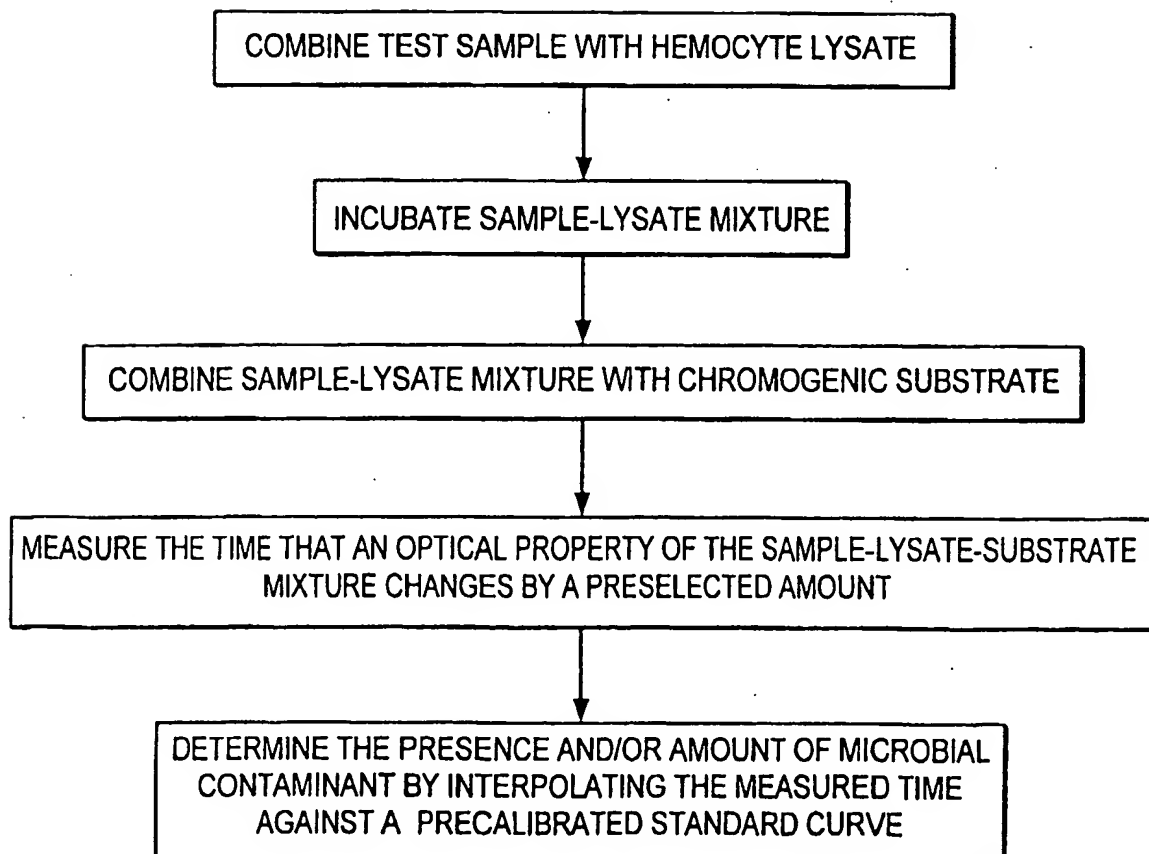 COMBINE TEST SAMPLE WITH HEMOCYTE LYSATE
INCUBATE SAMPLE-LYSATE MIXTURE
COMBINE SAMPLE-LYSATE MIXTURE WITH CHROMOGENIC SUBSTRATE
MEASURE THE TIME THAT AN OPTICAL PROPERTY OF THE SAMPLE-LYSATE-SUBSTRATE
MIXTURE CHANGES BY A PRESELECTED AMOUNT
DETERMINE THE PRESENCE AND/OR AMOUNT OF MICROBIAL
CONTAMINANT BY INTERPOLATING THE MEASURED TIME
AGAINST A PRECALIBRATED STANDARD CURVE